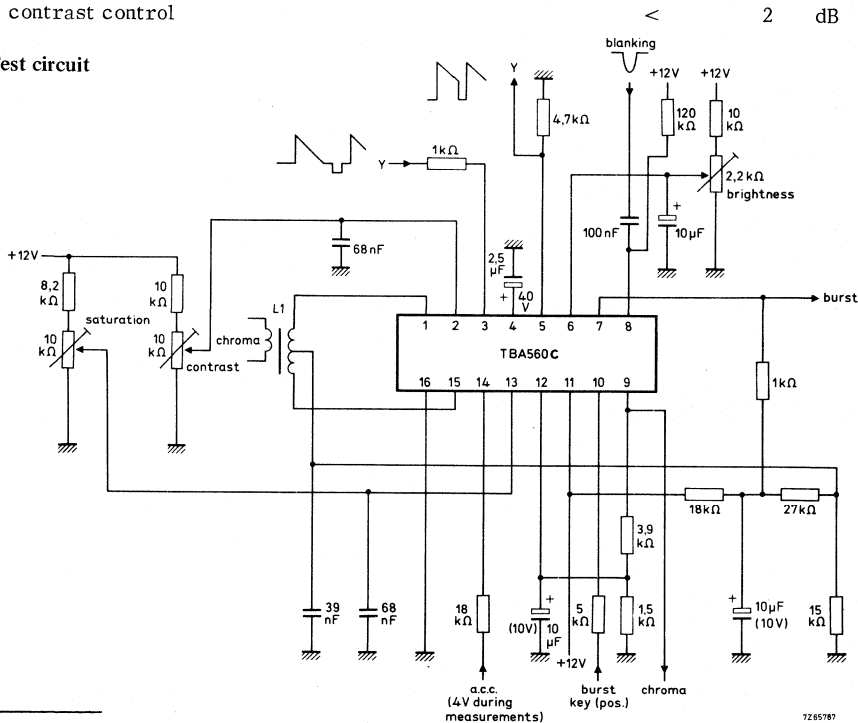 contrast control < 2 dB
est circuit
blanking
+12V +12V
Y
4,7kΩ
120 kΩ
10 kΩ
1kΩ
Y
2,2kΩ
brightness
100nF
+
10µF
68nF
+12V
2,5 µF
+ 40 V
8,2 kΩ
10 kΩ
saturation
L1
burst
10 kΩ
10 kΩ
contrast
chroma
1 2 3 4 5 6 7 8
TBA560C
16 15 14 13 12 11 10 9
1kΩ
18kΩ
27kΩ
3,9 kΩ
39 nF
68 nF
18 kΩ
+
(10V) 10 µF
5 kΩ
1,5 kΩ
+
10µF
(10V)
15 kΩ
+12V
a.c.c.
(4V during
measurements)
burst
key (pos.)
chroma
7Z65787